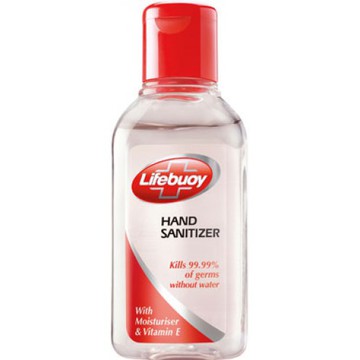 Lifebuoy
HAND
SANITIZER
Kills 99.99%
of germs
without water
With
Moisturiser
& Vitamin E